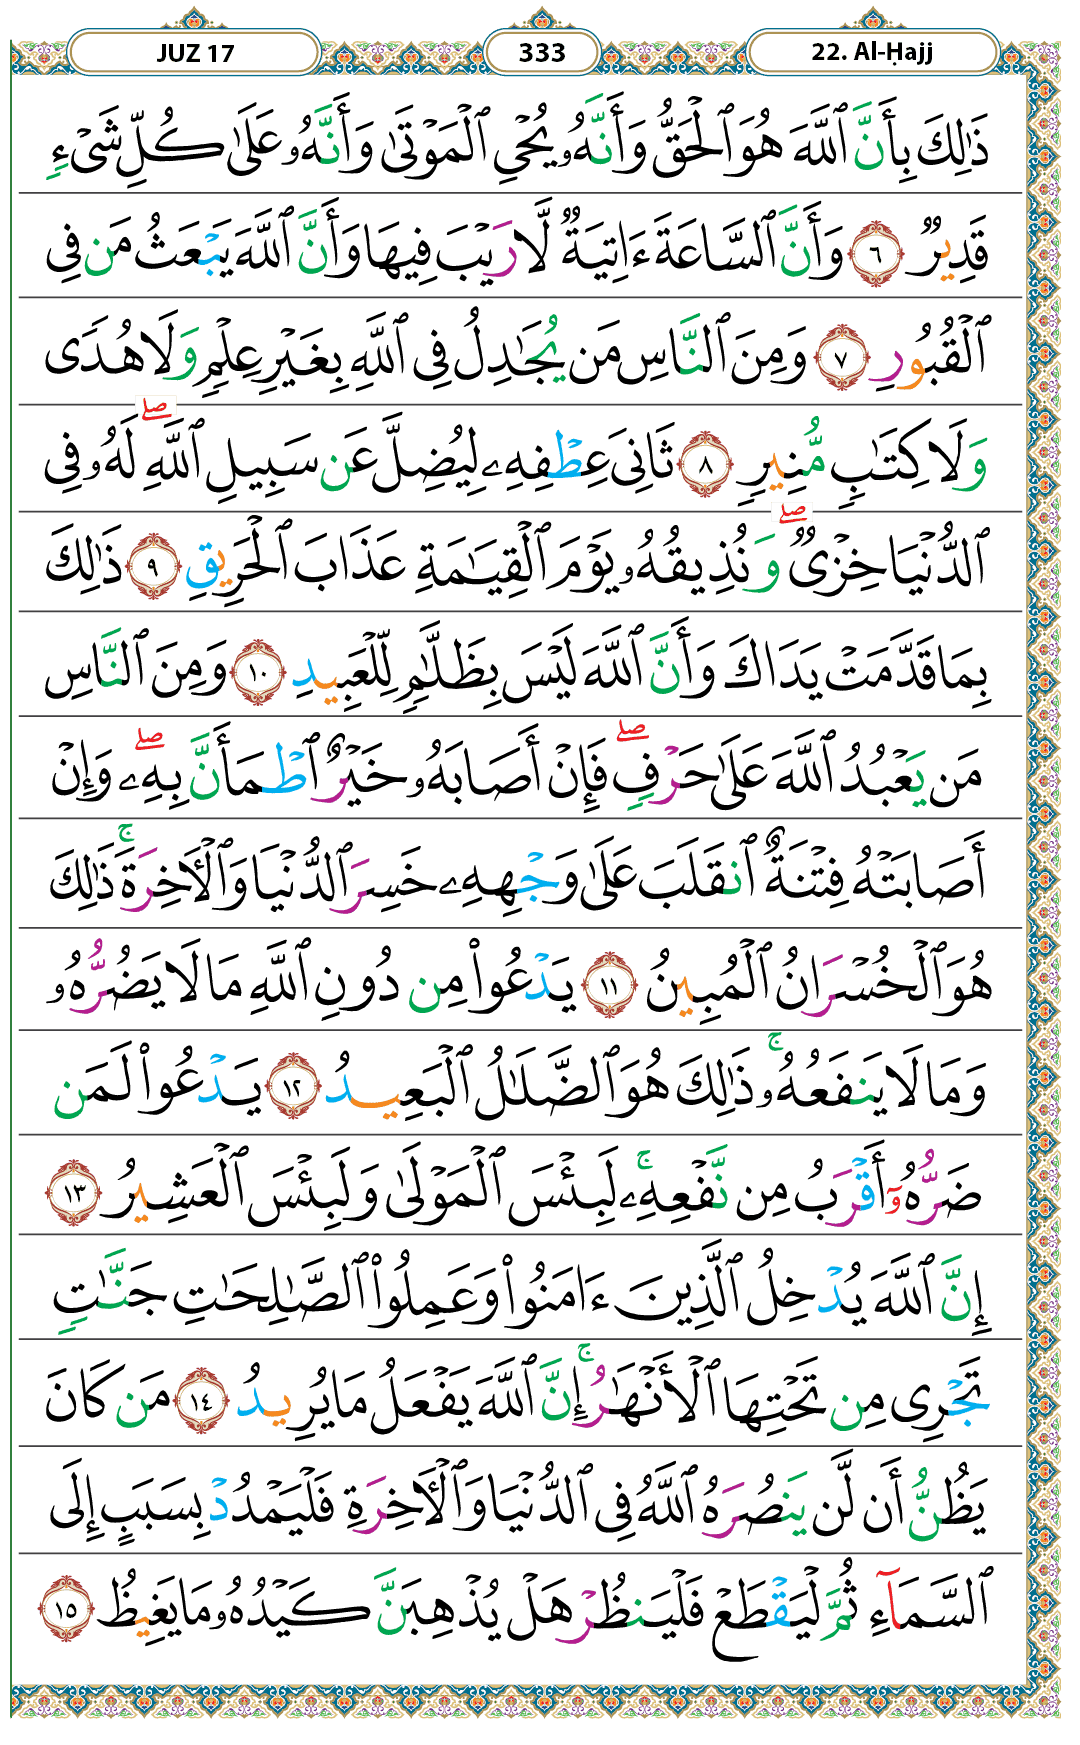 JUZ 17
333
22. Al-Ḥajj
ذَٰلِكَ بِأَنَّ ٱللَّهَ هُوَ ٱلْحَقُّ وَأَنَّهُۥ يُحْىِ ٱلْمَوْتَىٰ وَأَنَّهُۥ عَلَىٰ كُلِّ شَىْءٍ
قَدِيرٌ ٦ وَأَنَّ ٱلسَّاعَةَ ءَاتِيَةٌ لَّا رَيْبَ فِيهَا وَأَنَّ ٱللَّهَ يَبْعَثُ مَن فِى
ٱلْقُبُورِ ٧ وَمِنَ ٱلنَّاسِ مَن يُجَـٰدِلُ فِى ٱللَّهِ بِغَيْرِ عِلْمٍ وَلَا هُدًى
وَلَا كِتَـٰبٍ مُّنِيرٍ ٨ ثَانِىَ عِطْفِهِۦ لِيُضِلَّ عَن سَبِيلِ ٱللَّهِ ۖ لَهُۥ فِى
ٱلدُّنْيَا خِزْىٌ ۖ وَنُذِيقُهُۥ يَوْمَ ٱلْقِيَـٰمَةِ عَذَابَ ٱلْحَرِيقِ ٩ ذَٰلِكَ
بِمَا قَدَّمَتْ يَدَاكَ وَأَنَّ ٱللَّهَ لَيْسَ بِظَلَّـٰمٍ لِّلْعَبِيدِ ١٠ وَمِنَ ٱلنَّاسِ
مَن يَعْبُدُ ٱللَّهَ عَلَىٰ حَرْفٍ ۖ فَإِنْ أَصَابَهُۥ خَيْرٌ ٱطْمَأَنَّ بِهِۦ ۖ وَإِنْ
أَصَابَتْهُ فِتْنَةٌ ٱنقَلَبَ عَلَىٰ وَجْهِهِۦ خَسِرَ ٱلدُّنْيَا وَٱلْـَٔاخِرَةَ ۚ ذَٰلِكَ
هُوَ ٱلْخُسْرَانُ ٱلْمُبِينُ ١١ يَدْعُوا۟ مِن دُونِ ٱللَّهِ مَا لَا يَضُرُّهُۥ
وَمَا لَا يَنفَعُهُۥ ۚ ذَٰلِكَ هُوَ ٱلضَّلَـٰلُ ٱلْبَعِيدُ ١٢ يَدْعُوا۟ لَمَن
ضَرُّهُۥٓ أَقْرَبُ مِن نَّفْعِهِۦ ۚ لَبِئْسَ ٱلْمَوْلَىٰ وَلَبِئْسَ ٱلْعَشِيرُ ١٣
إِنَّ ٱللَّهَ يُدْخِلُ ٱلَّذِينَ ءَامَنُوا۟ وَعَمِلُوا۟ ٱلصَّـٰلِحَـٰتِ جَنَّـٰتٍ
تَجْرِى مِن تَحْتِهَا ٱلْأَنْهَـٰرُ ۚ إِنَّ ٱللَّهَ يَفْعَلُ مَا يُرِيدُ ١٤ مَن كَانَ
يَظُنُّ أَن لَّن يَنصُرَهُ ٱللَّهُ فِى ٱلدُّنْيَا وَٱلْـَٔاخِرَةِ فَلْيَمْدُدْ بِسَبَبٍ إِلَى
ٱلسَّمَآءِ ثُمَّ لْيَقْطَعْ فَلْيَنظُرْ هَلْ يُذْهِبَنَّ كَيْدُهُۥ مَا يَغِيظُ ١٥